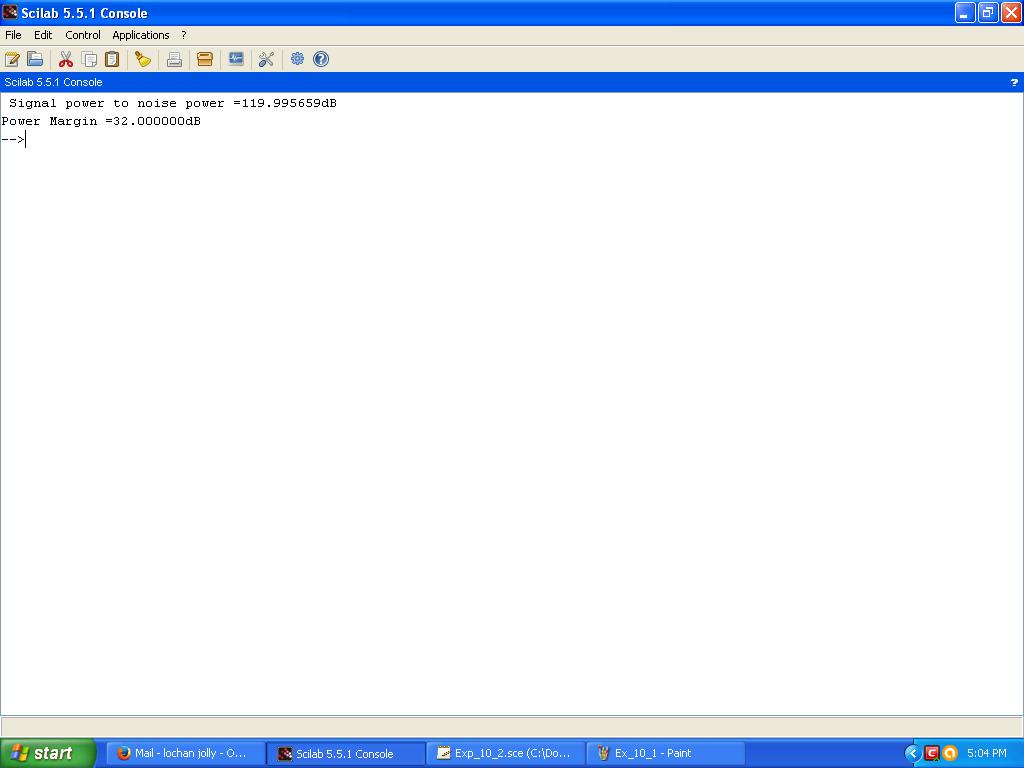 Scilab 5.5.1 Console
File Edit Control Applications ?
Scilab 5.5.1 Console ?
Signal power to noise power =119.995659dB
Power Margin =32.000000dB
-->
start Mail - lochan jolly - O... Scilab 5.5.1 Console Exp_10_2.sce (C:\Do... Ex_10_1 - Paint 5:04 PM